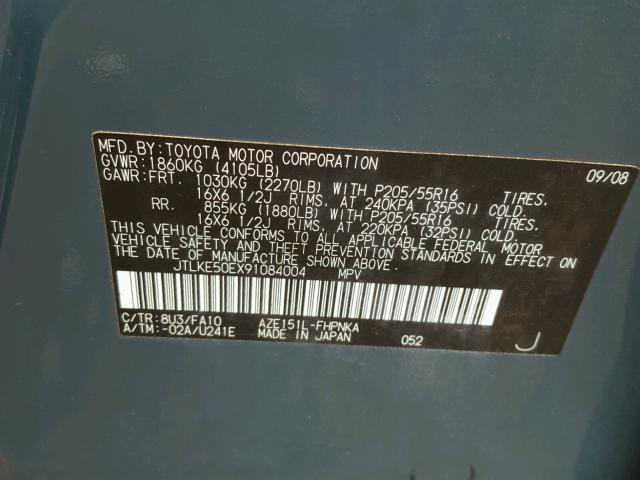 MFD.BY:TOYOTA MOTOR CORPORATION 09/08
GVWR:1860KG (4105LB)
GAWR:FRT. 1030KG (2270LB) WITH P205/55R16 TIRES.
16X6 1/2J RIMS, AT 240KPA (35PSI) COLD.
RR. 855KG (1880LB) WITH P205/55R16 TIRES.
16X6 1/2J RIMS, AT 220KPA (32PSI) COLD.
THIS VEHICLE CONFORMS TO ALL APPLICABLE FEDERAL MOTOR
VEHICLE SAFETY AND THEFT PREVENTION STANDARDS IN EFFECT ON
THE DATE OF MANUFACTURE SHOWN ABOVE.
JTLKE50EX91084004 MPV
C/TR:8U3/FA10 AZE151L-FHPNKA
A/TM:-02A/U241E MADE IN JAPAN 052 J